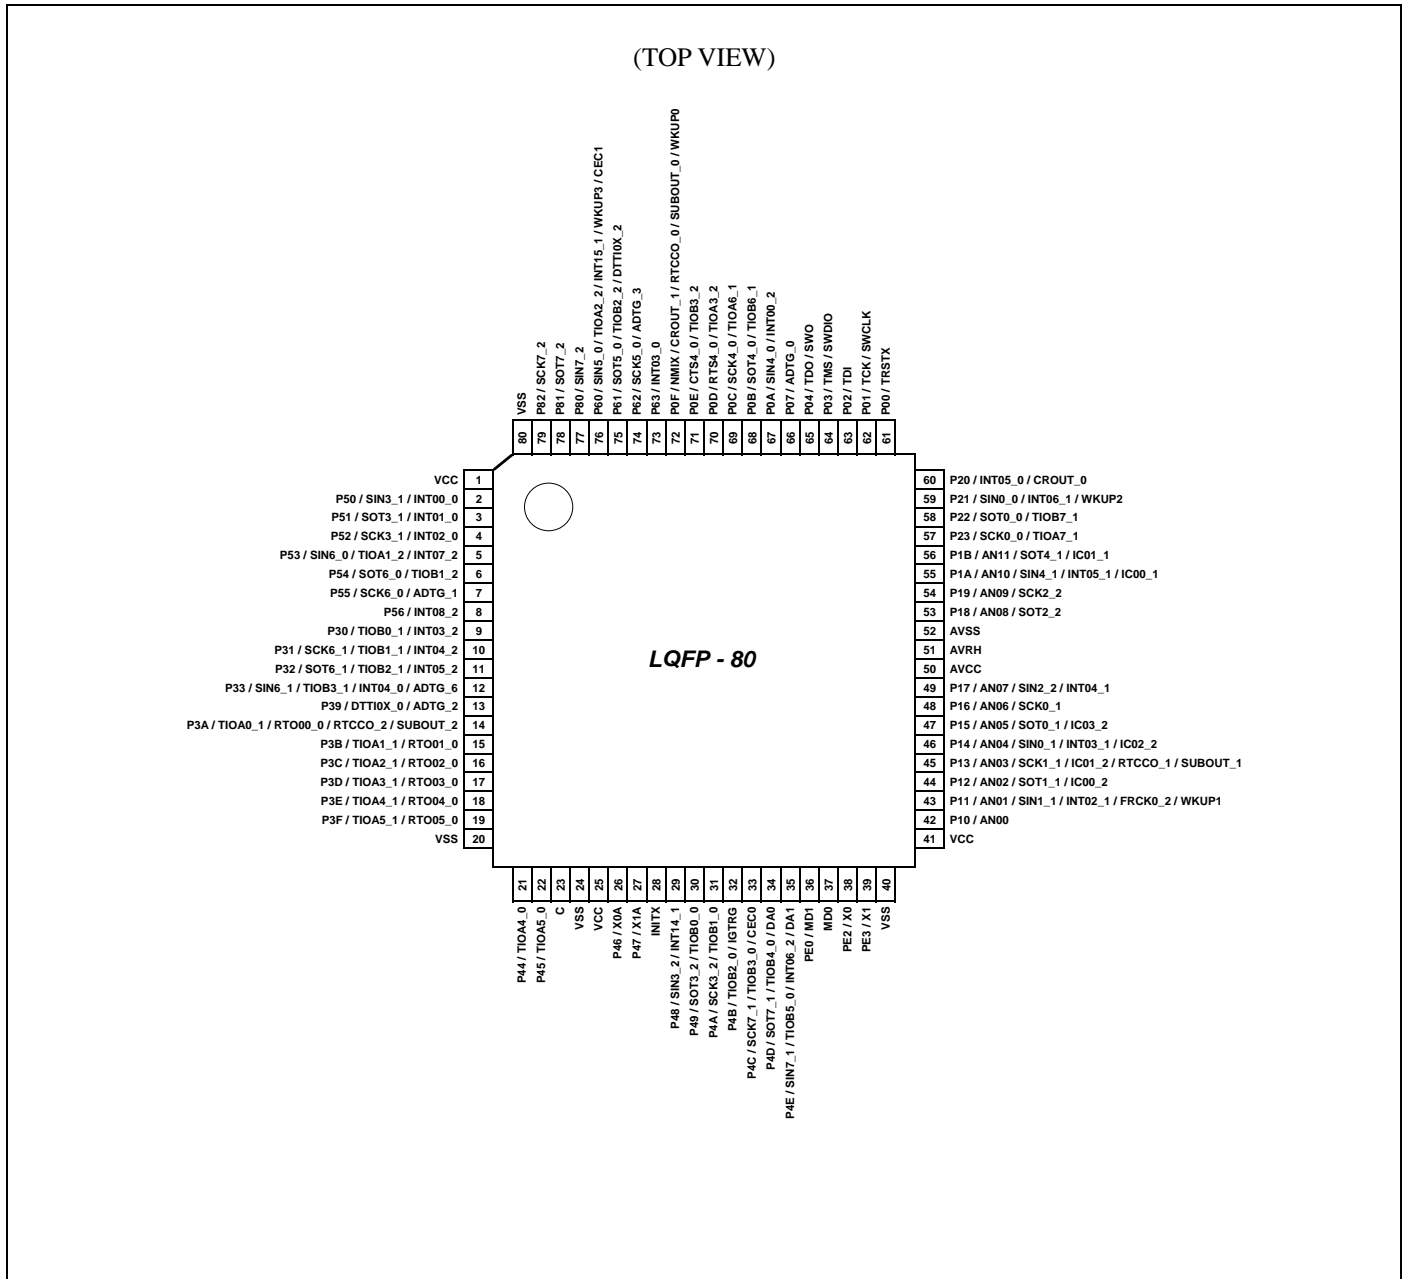 (TOP VIEW)
VSS
P82 / SCK7_2
P81 / SOT7_2
P80 / SIN7_2
P60 / SIN5_0 / TIOA2_2 / INT15_1 / WKUP3 / CEC1
P61 / SOT5_0 / TIOB2_2 / DTTI0X_2
P62 / SCK5_0 / ADTG_3
P63 / INT03_0
P0F / NMIX / CROUT_1 / RTCCO_0 / SUBOUT_0 / WKUP0
P0E / CTS4_0 / TIOB3_2
P0D / RTS4_0 / TIOA3_2
P0C / SCK4_0 / TIOA6_1
P0B / SOT4_0 / TIOB6_1
P0A / SIN4_0 / INT00_2
P07 / ADTG_0
P04 / TDO / SWO
P03 / TMS / SWDIO
P02 / TDI
P01 / TCK / SWCLK
P00 / TRSTX
80 79 78 77 76 75 74 73 72 71 70 69 68 67 66 65 64 63 62 61
VCC 1
P50 / SIN3_1 / INT00_0 2
P51 / SOT3_1 / INT01_0 3
P52 / SCK3_1 / INT02_0 4
P53 / SIN6_0 / TIOA1_2 / INT07_2 5
P54 / SOT6_0 / TIOB1_2 6
P55 / SCK6_0 / ADTG_1 7
P56 / INT08_2 8
P30 / TIOB0_1 / INT03_2 9
P31 / SCK6_1 / TIOB1_1 / INT04_2 10
P32 / SOT6_1 / TIOB2_1 / INT05_2 11
P33 / SIN6_1 / TIOB3_1 / INT04_0 / ADTG_6 12
P39 / DTTI0X_0 / ADTG_2 13
P3A / TIOA0_1 / RTO00_0 / RTCCO_2 / SUBOUT_2 14
P3B / TIOA1_1 / RTO01_0 15
P3C / TIOA2_1 / RTO02_0 16
P3D / TIOA3_1 / RTO03_0 17
P3E / TIOA4_1 / RTO04_0 18
P3F / TIOA5_1 / RTO05_0 19
VSS 20
LQFP - 80
60 P20 / INT05_0 / CROUT_0
59 P21 / SIN0_0 / INT06_1 / WKUP2
58 P22 / SOT0_0 / TIOB7_1
57 P23 / SCK0_0 / TIOA7_1
56 P1B / AN11 / SOT4_1 / IC01_1
55 P1A / AN10 / SIN4_1 / INT05_1 / IC00_1
54 P19 / AN09 / SCK2_2
53 P18 / AN08 / SOT2_2
52 AVSS
51 AVRH
50 AVCC
49 P17 / AN07 / SIN2_2 / INT04_1
48 P16 / AN06 / SCK0_1
47 P15 / AN05 / SOT0_1 / IC03_2
46 P14 / AN04 / SIN0_1 / INT03_1 / IC02_2
45 P13 / AN03 / SCK1_1 / IC01_2 / RTCCO_1 / SUBOUT_1
44 P12 / AN02 / SOT1_1 / IC00_2
43 P11 / AN01 / SIN1_1 / INT02_1 / FRCK0_2 / WKUP1
42 P10 / AN00
41 VCC
21 22 23 24 25 26 27 28 29 30 31 32 33 34 35 36 37 38 39 40
P44 / TIOA4_0
P45 / TIOA5_0
C
VSS
VCC
P46 / X0A
P47 / X1A
INITX
P48 / SIN3_2 / INT14_1
P49 / SOT3_2 / TIOB0_0
P4A / SCK3_2 / TIOB1_0
P4B / TIOB2_0 / IGTRG
P4C / SCK7_1 / TIOB3_0 / CEC0
P4D / SOT7_1 / TIOB4_0 / DA0
P4E / SIN7_1 / TIOB5_0 / INT06_2 / DA1
PE0 / MD1
MD0
PE2 / X0
PE3 / X1
VSS